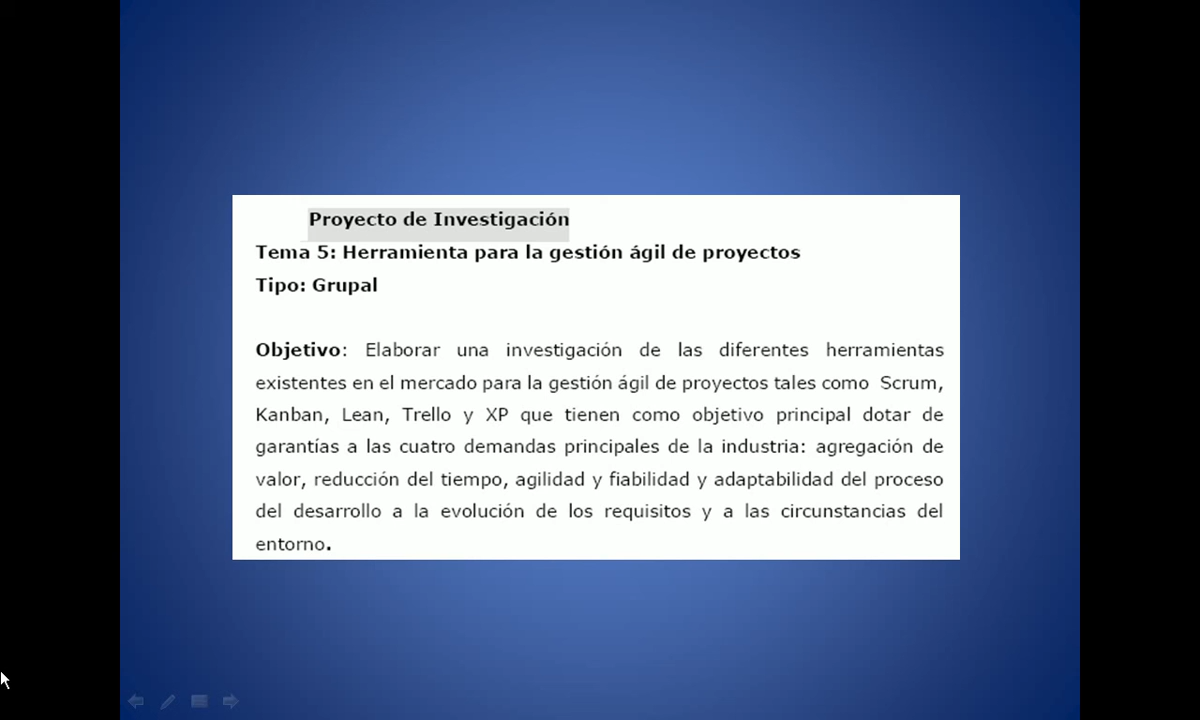 Proyecto de Investigación
Tema 5: Herramienta para la gestión ágil de proyectos
Tipo: Grupal
Objetivo: Elaborar una investigación de las diferentes herramientas
existentes en el mercado para la gestión ágil de proyectos tales como Scrum,
Kanban, Lean, Trello y XP que tienen como objetivo principal dotar de
garantías a las cuatro demandas principales de la industria: agregación de
valor, reducción del tiempo, agilidad y fiabilidad y adaptabilidad del proceso
del desarrollo a la evolución de los requisitos y a las circunstancias del
entorno.